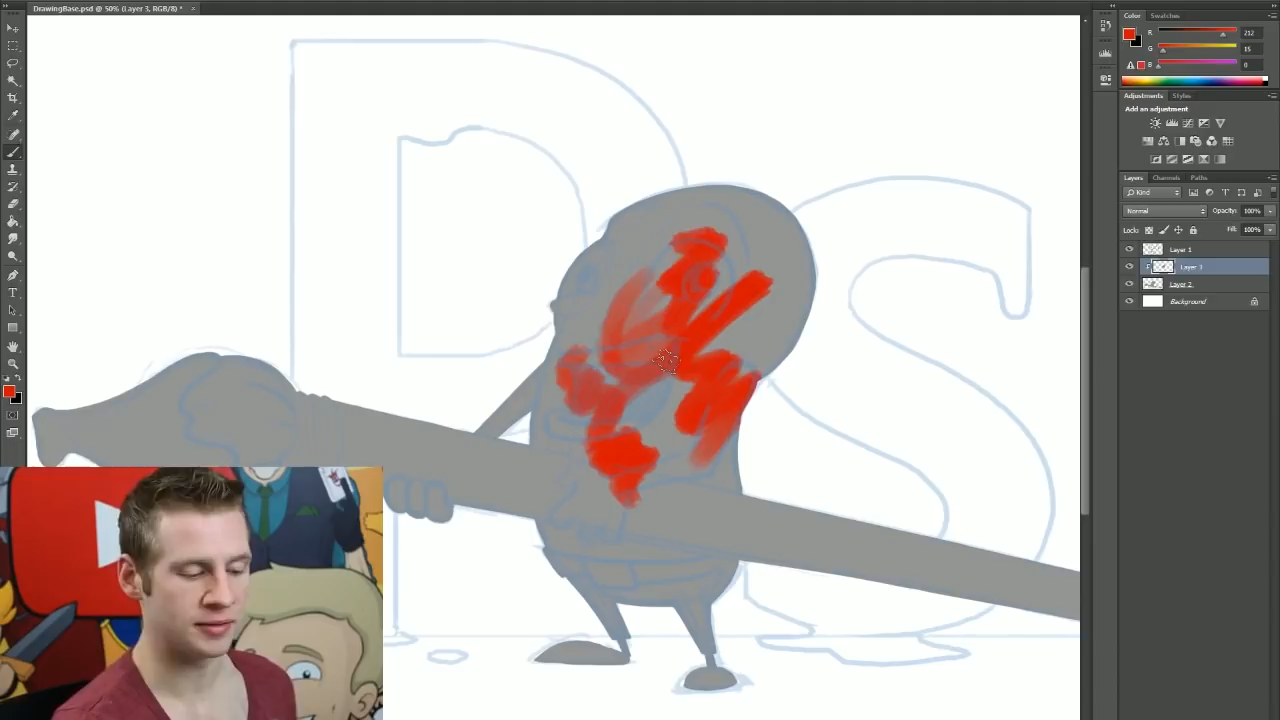 DrawingBase.psd @ 50% (Layer 3, RGB/8) *
×
DS
Color
Swatches
R
212
G
15
B
0
Adjustments
Styles
Add an adjustment
Layers
Channels
Paths
Kind
Normal
Opacity: 100%
Lock:
Fill: 100%
Layer 1
Layer 3
Layer 2
Background